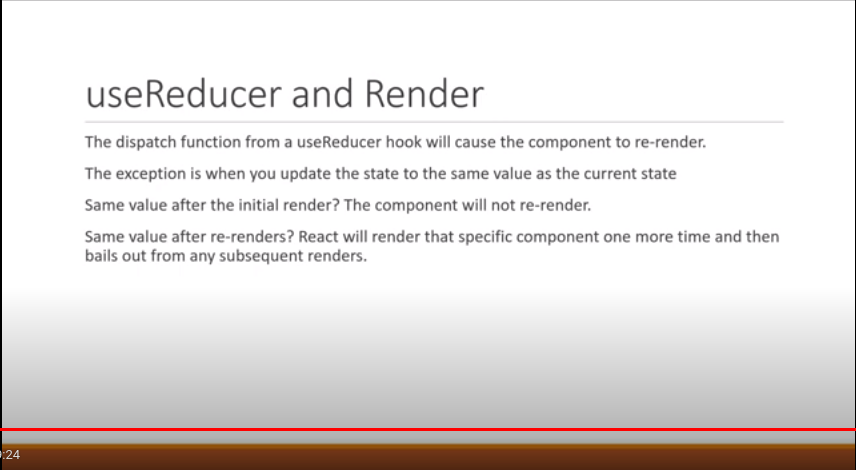 useReducer and Render
The dispatch function from a useReducer hook will cause the component to re-render.
The exception is when you update the state to the same value as the current state
Same value after the initial render? The component will not re-render.
Same value after re-renders? React will render that specific component one more time and then
bails out from any subsequent renders.
:24